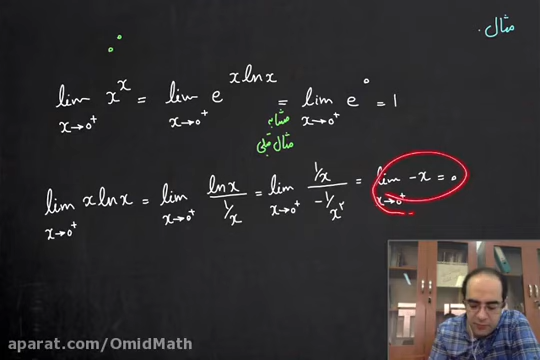 مثال.
0⁰
lim x→0⁺ x^x = lim x→0⁺ e^(x ln x) = lim x→0⁺ e^0 = 1
مشابه
مثال قبلی
lim x→0⁺ x ln x = lim x→0⁺ (ln x)/(1/x) = lim x→0⁺ (1/x)/(-1/x²) = lim x→0⁺ -x = 0
aparat.com/OmidMath